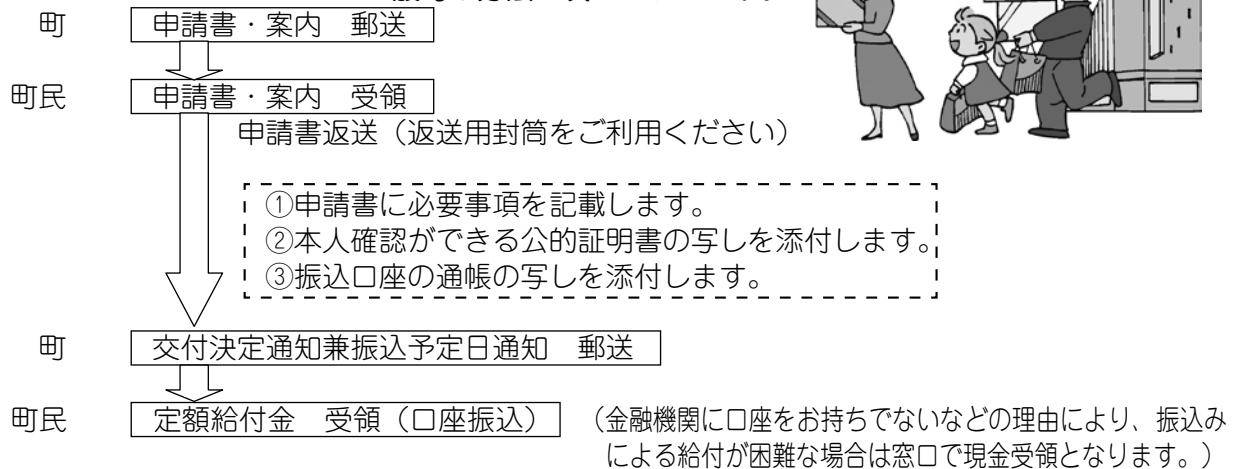 町 申請書・案内 郵送
町民 申請書・案内 受領
申請書返送（返送用封筒をご利用ください）
①申請書に必要事項を記載します。
②本人確認ができる公的証明書の写しを添付します。
③振込口座の通帳の写しを添付します。
町 交付決定通知兼振込予定日通知 郵送
町民 定額給付金 受領（口座振込） （金融機関に口座をお持ちでないなどの理由により、振込み
による給付が困難な場合は窓口で現金受領となります。）